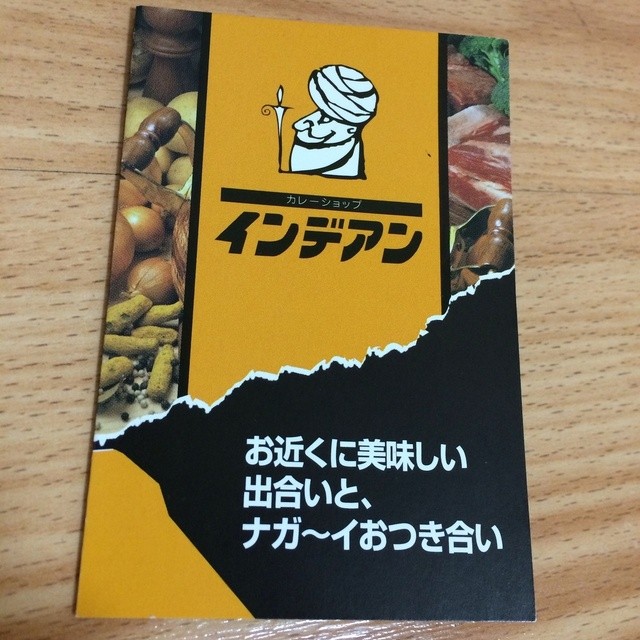 カレーショップ
インデアン
お近くに美味しい
出合いと、
ナガ〜イおつき合い